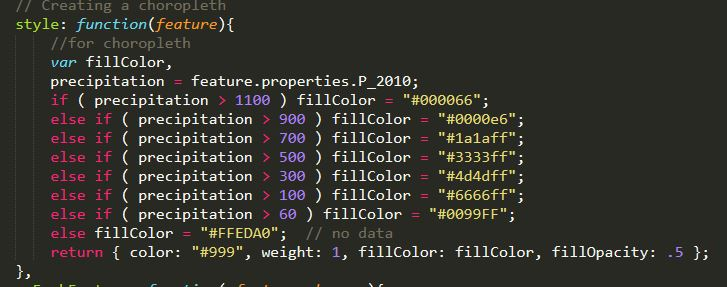 // Creating a choropleth
style: function(feature){
//for choropleth
var fillColor,
precipitation = feature.properties.P_2010;
if ( precipitation > 1100 ) fillColor = "#000066";
else if ( precipitation > 900 ) fillColor = "#0000e6";
else if ( precipitation > 700 ) fillColor = "#1a1aff";
else if ( precipitation > 500 ) fillColor = "#3333ff";
else if ( precipitation > 300 ) fillColor = "#4d4dff";
else if ( precipitation > 100 ) fillColor = "#6666ff";
else if ( precipitation > 60 ) fillColor = "#0099FF";
else fillColor = "#FFEDA0";  // no data
return { color: "#999", weight: 1, fillColor: fillColor, fillOpacity: .5 };
},